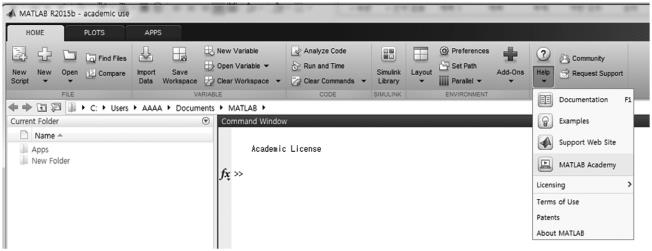 MATLAB R2015b - academic use
HOME PLOTS APPS
New Script New Open Find Files Compare Import Data Save Workspace New Variable Open Variable Clear Workspace Analyze Code Run and Time Clear Commands Simulink Library Layout Preferences Set Path Parallel Add-Ons Help Community Request Support
FILE VARIABLE CODE SIMULINK ENVIRONMENT
C: Users AAAA Documents MATLAB
Current Folder
Name
Apps
New Folder
Command Window
Academic License
fx >>
Documentation F1
Examples
Support Web Site
MATLAB Academy
Licensing
Terms of Use
Patents
About MATLAB